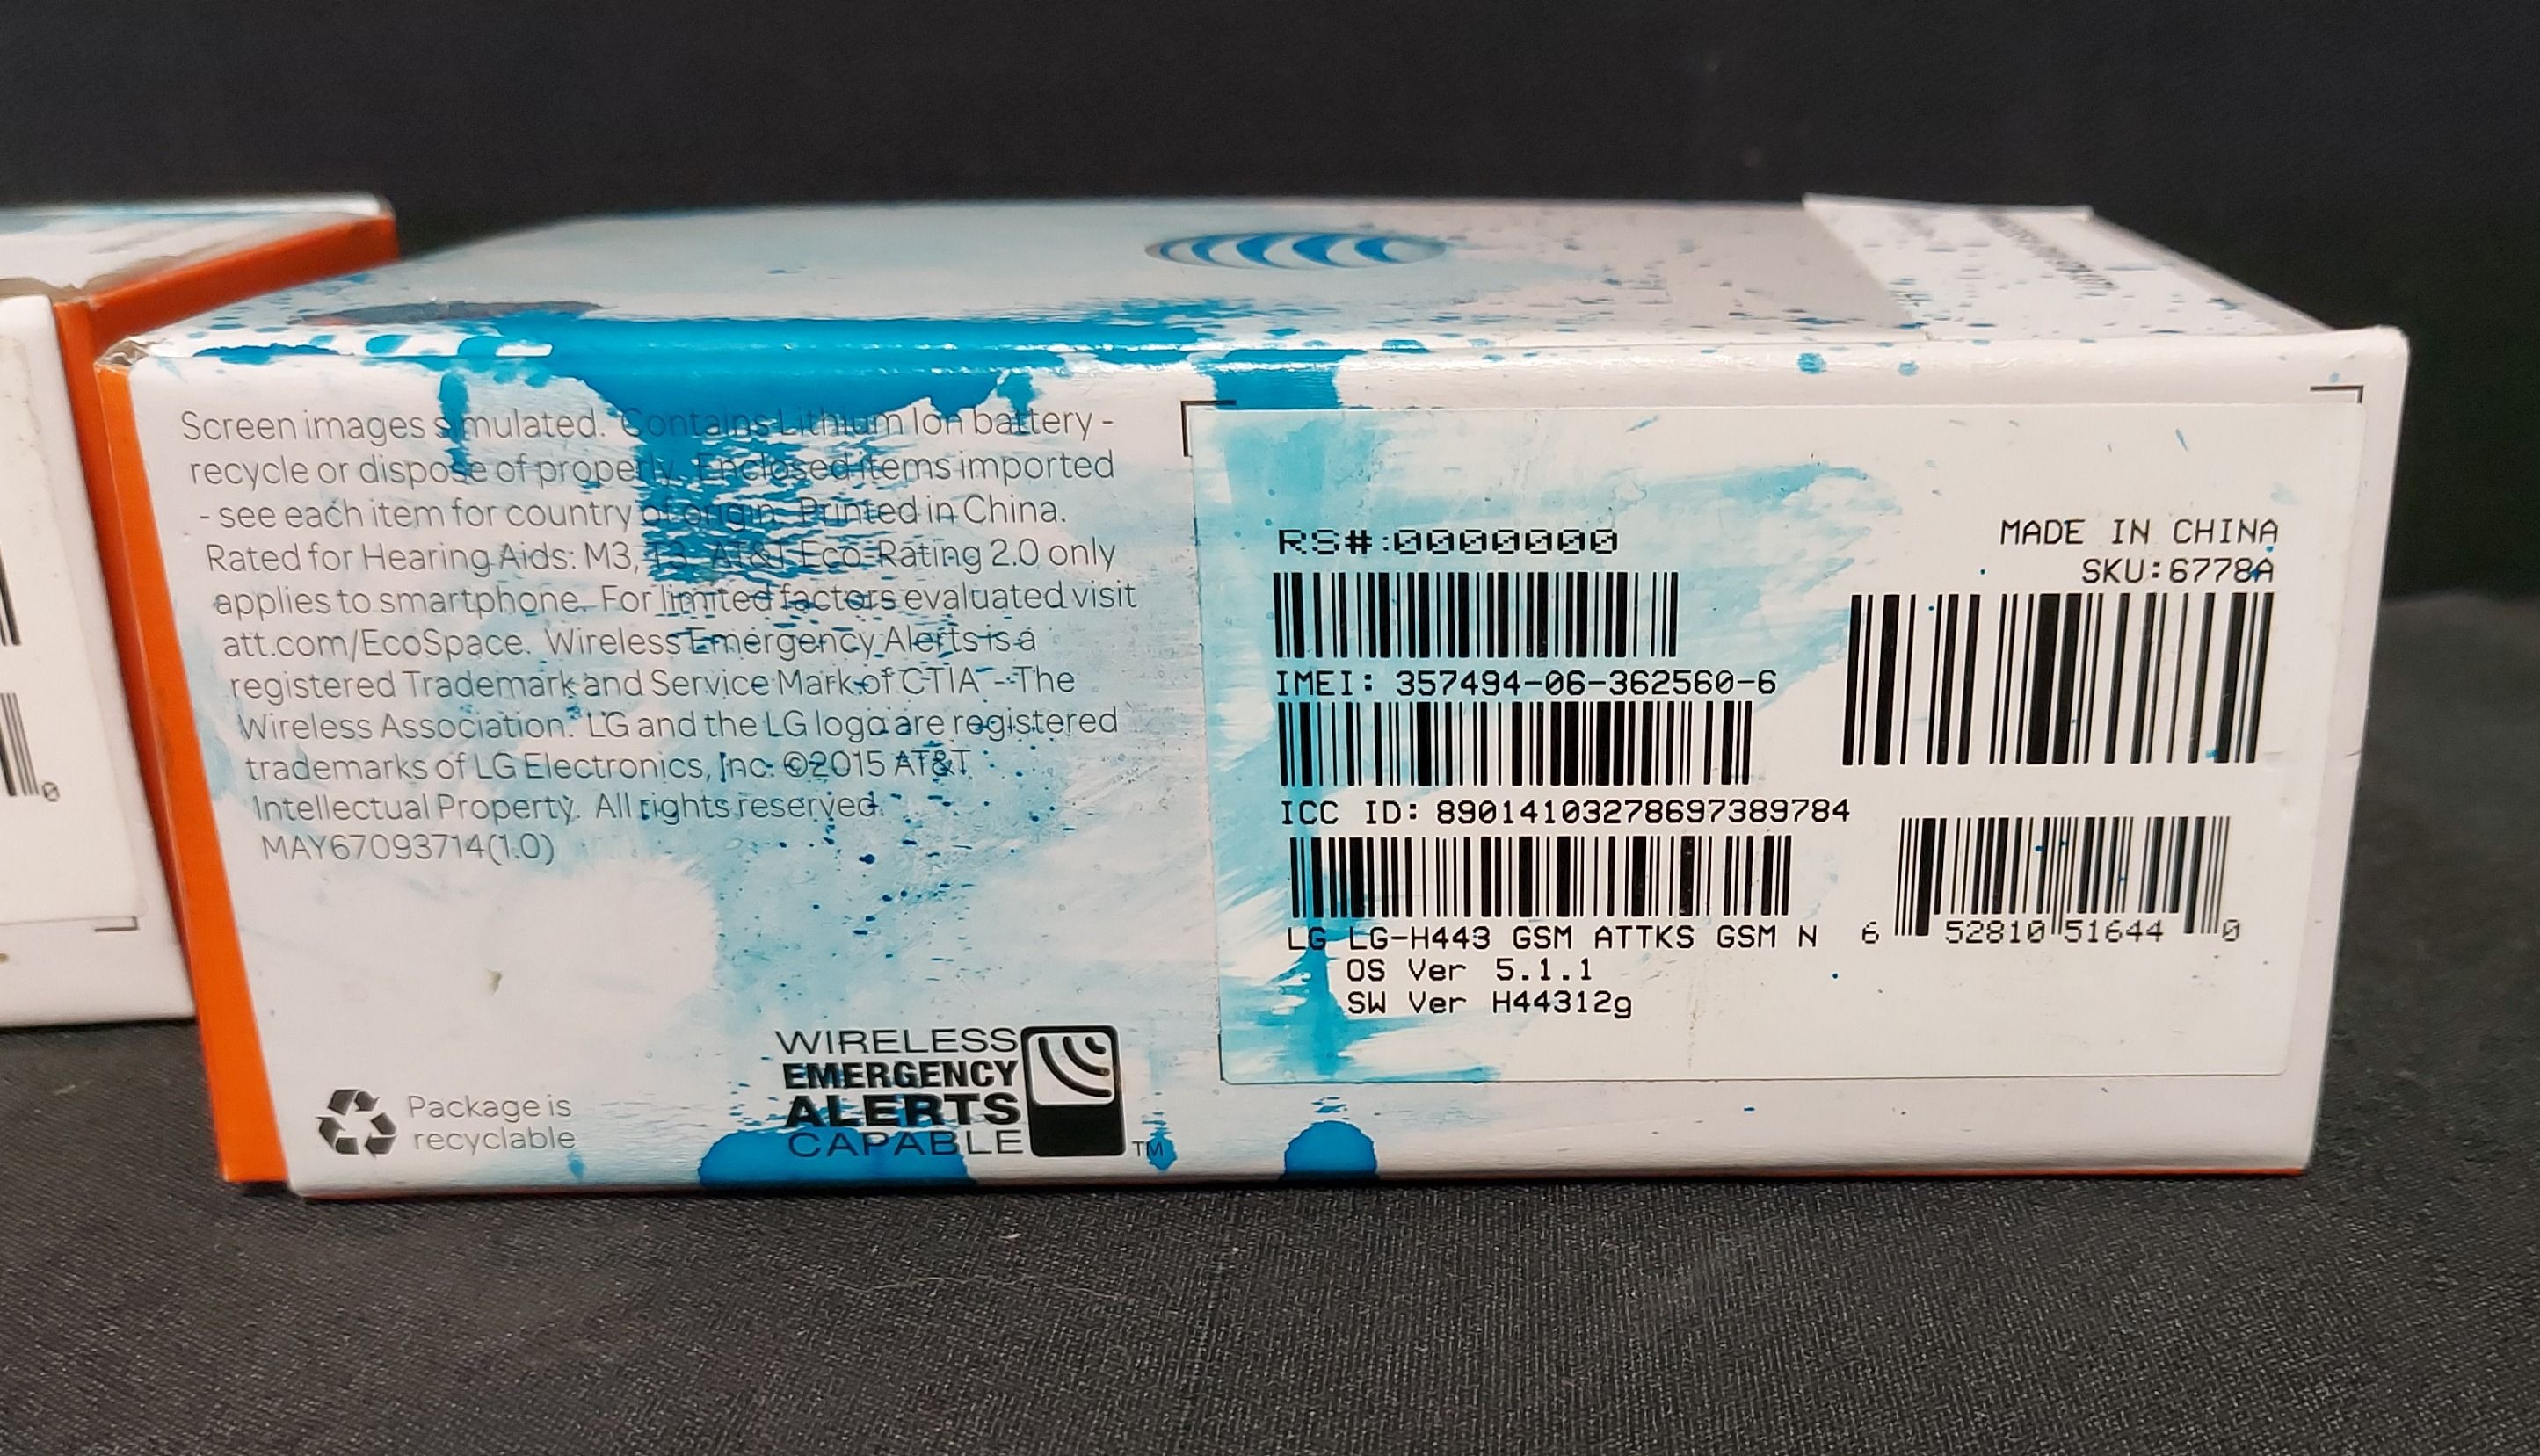 Screen images simulated. Contains Lithium Ion battery -
recycle or dispose of properly. Enclosed items imported
- see each item for country of origin. Printed in China.
Rated for Hearing Aids: M3, T3. AT&T Eco-Rating 2.0 only
applies to smartphone. For limited factors evaluated visit
att.com/EcoSpace. Wireless Emergency Alerts is a
registered Trademark and Service Mark of CTIA - The
Wireless Association. LG and the LG logo are registered
trademarks of LG Electronics, Inc. ©2015 AT&T
Intellectual Property. All rights reserved.
MAY67093714(1.0)
Package is
recyclable
WIRELESS
EMERGENCY
ALERTS
CAPABLE
TM
RS#:0000000
IMEI: 357494-06-362560-6
ICC ID: 89014103278697389784
LG LG-H443 GSM ATTKS GSM N
OS Ver 5.1.1
SW Ver H44312g
MADE IN CHINA
SKU:6778A
6 52810 51644 0
0